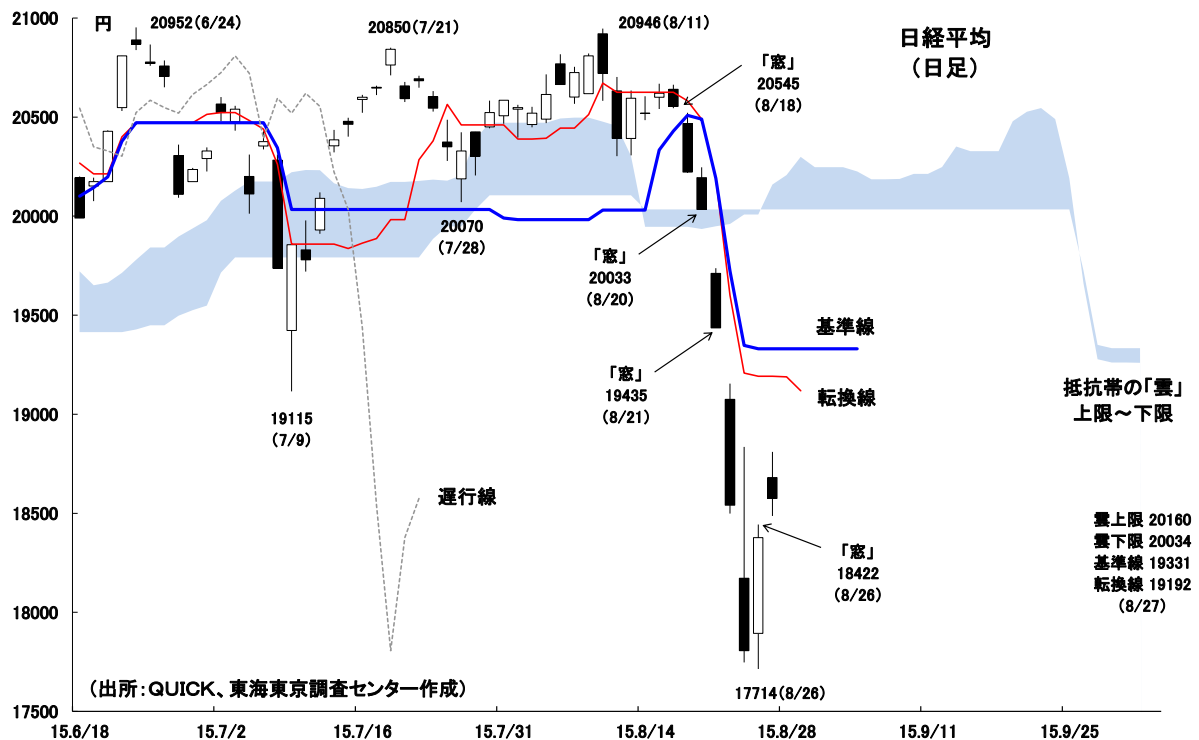 円
日経平均
（日足）
21000
20500
20000
19500
19000
18500
18000
17500
20952(6/24)
20850(7/21)
20946(8/11)
「窓」
20545
(8/18)
20070
(7/28)
「窓」
20033
(8/20)
「窓」
19435
(8/21)
19115
(7/9)
基準線
転換線
抵抗帯の「雲」
上限～下限
遅行線
「窓」
18422
(8/26)
雲上限 20160
雲下限 20034
基準線 19331
転換線 19192
(8/27)
17714(8/26)
（出所：ＱＵＩＣＫ、東海東京調査センター作成）
15.6/18
15.7/2
15.7/16
15.7/31
15.8/14
15.8/28
15.9/11
15.9/25